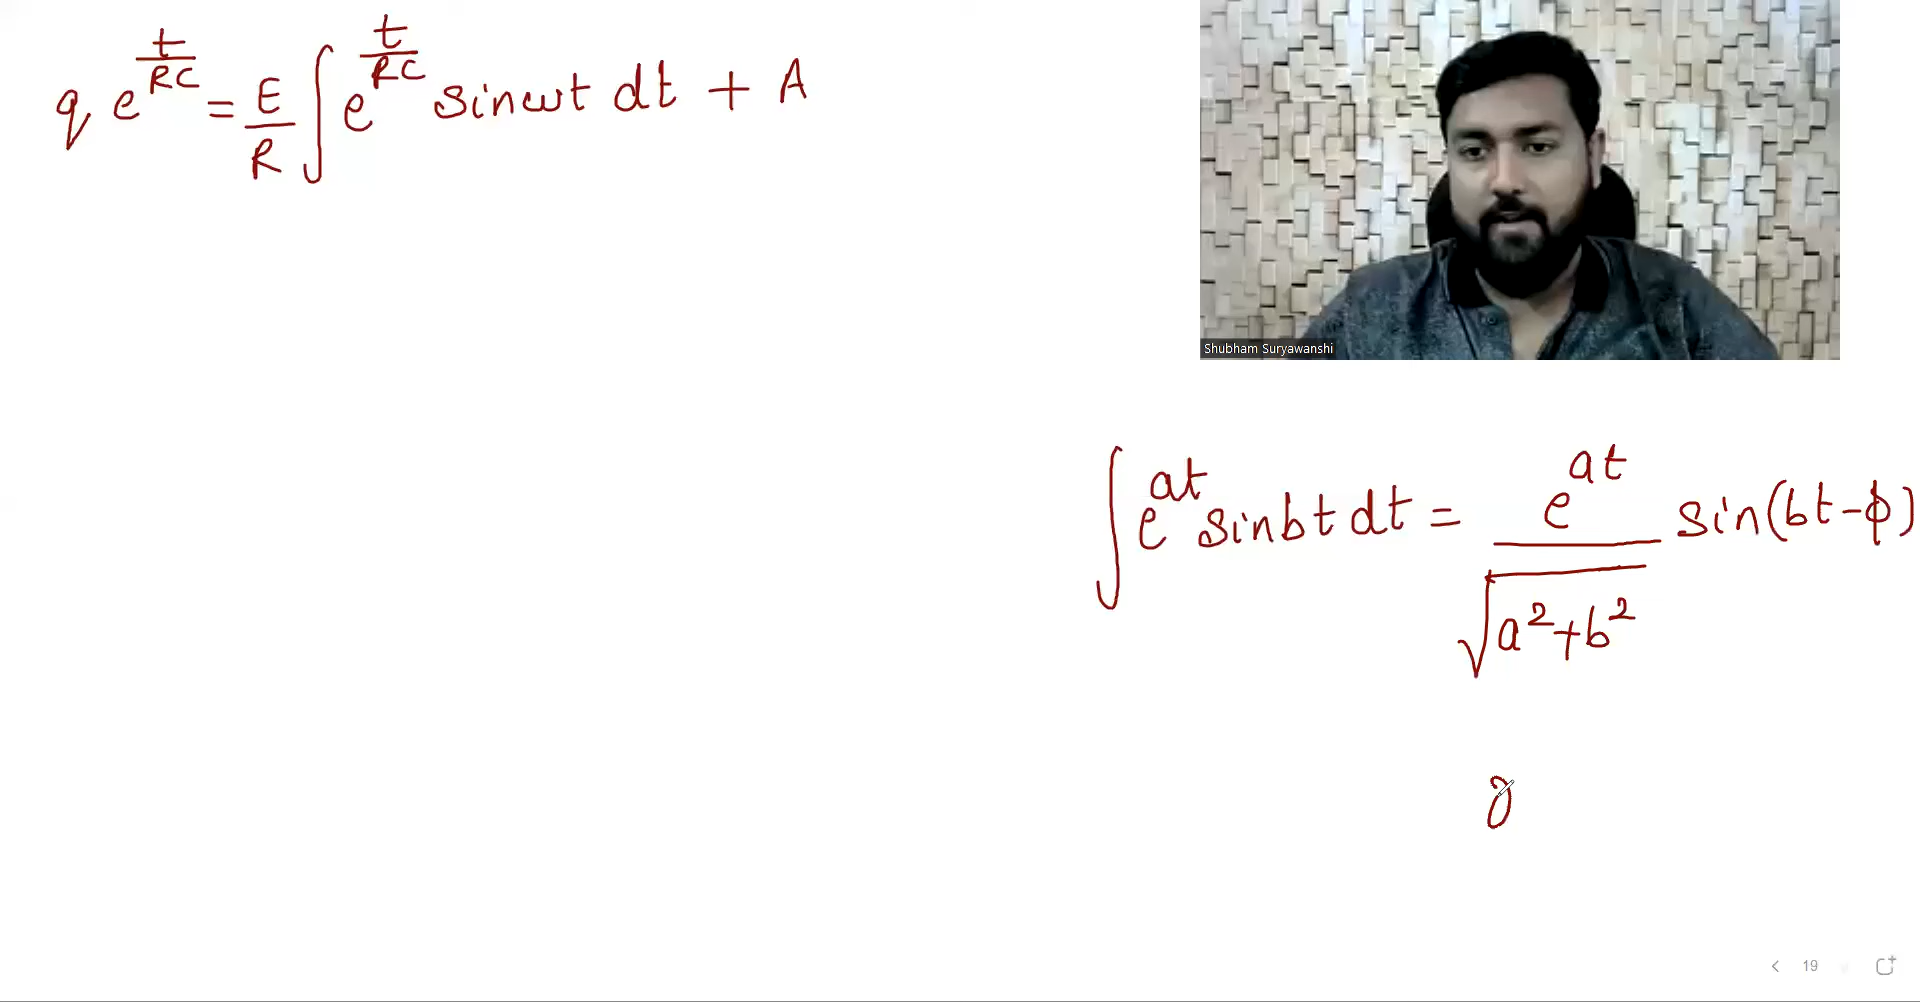 q e^{t/RC} = E/R ∫ e^{t/RC} sinωt dt + A
Shubham Suryawanshi
∫ e^{at} sinbt dt = e^{at}/√(a²+b²) sin(bt-φ)
19